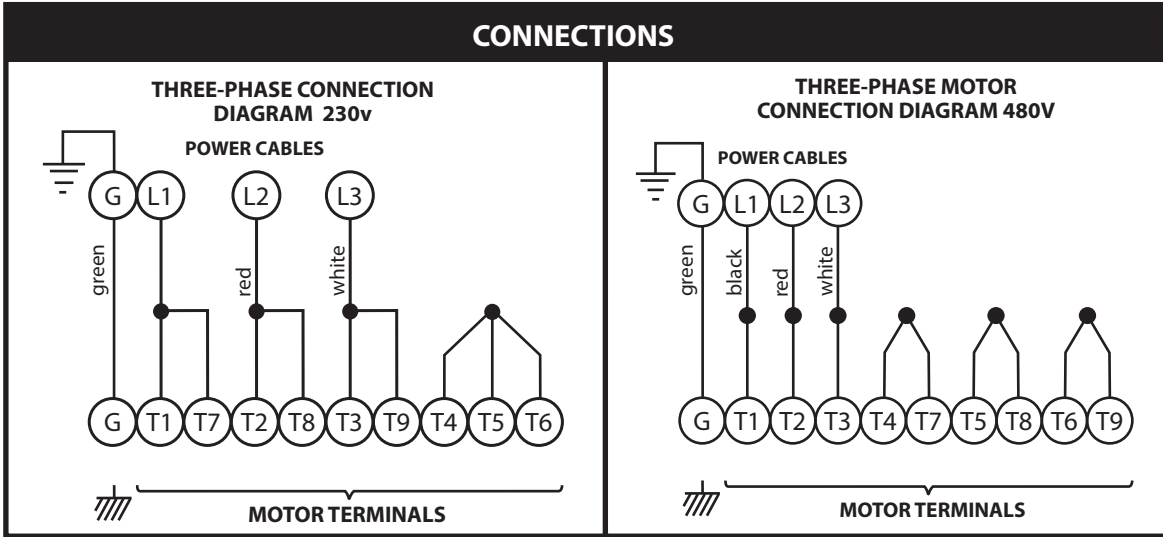 CONNECTIONS
THREE-PHASE CONNECTION
DIAGRAM 230v
POWER CABLES
G L1 L2 L3
green
red
white
G T1 T7 T2 T8 T3 T9 T4 T5 T6
MOTOR TERMINALS
THREE-PHASE MOTOR
CONNECTION DIAGRAM 480V
POWER CABLES
G L1 L2 L3
green
black
red
white
G T1 T2 T3 T4 T7 T5 T8 T6 T9
MOTOR TERMINALS